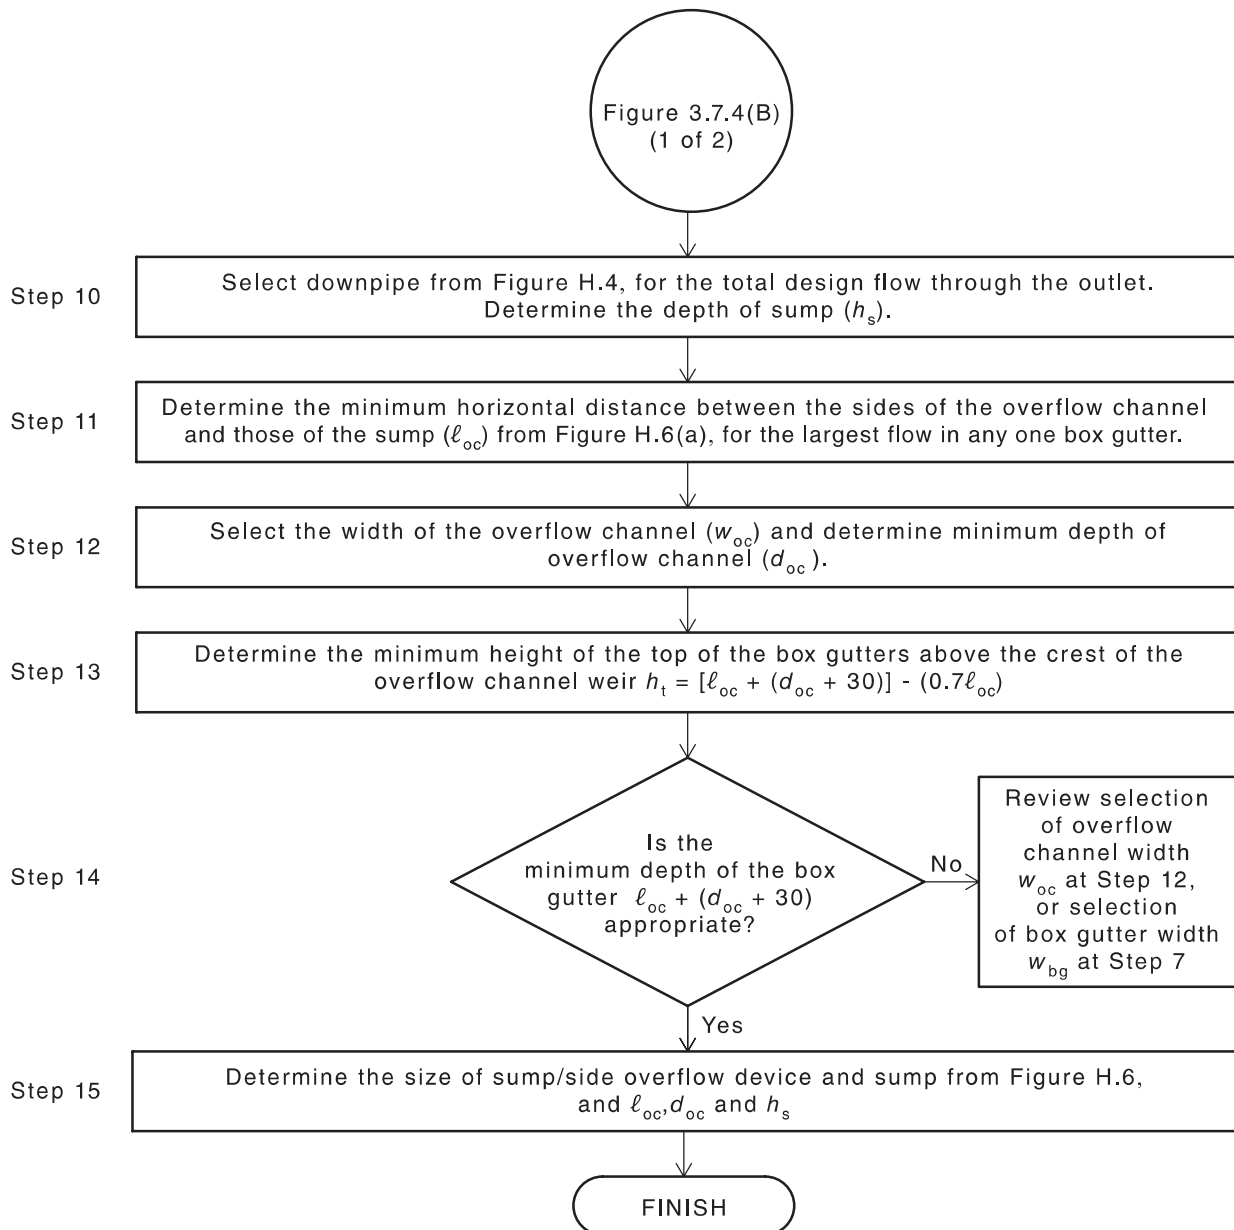 Figure 3.7.4(B)
(1 of 2)
Step 10
Select downpipe from Figure H.4, for the total design flow through the outlet.
Determine the depth of sump (hs).
Step 11
Determine the minimum horizontal distance between the sides of the overflow channel
and those of the sump (ℓoc) from Figure H.6(a), for the largest flow in any one box gutter.
Step 12
Select the width of the overflow channel (woc) and determine minimum depth of
overflow channel (doc ).
Step 13
Determine the minimum height of the top of the box gutters above the crest of the
overflow channel weir ht = [ℓoc + (doc + 30)] - (0.7ℓoc)
Step 14
Is the
minimum depth of the box
gutter ℓoc + (doc + 30)
appropriate?
No
Review selection
of overflow
channel width
woc at Step 12,
or selection
of box gutter width
wbg at Step 7
Yes
Step 15
Determine the size of sump/side overflow device and sump from Figure H.6,
and ℓoc,doc and hs
FINISH